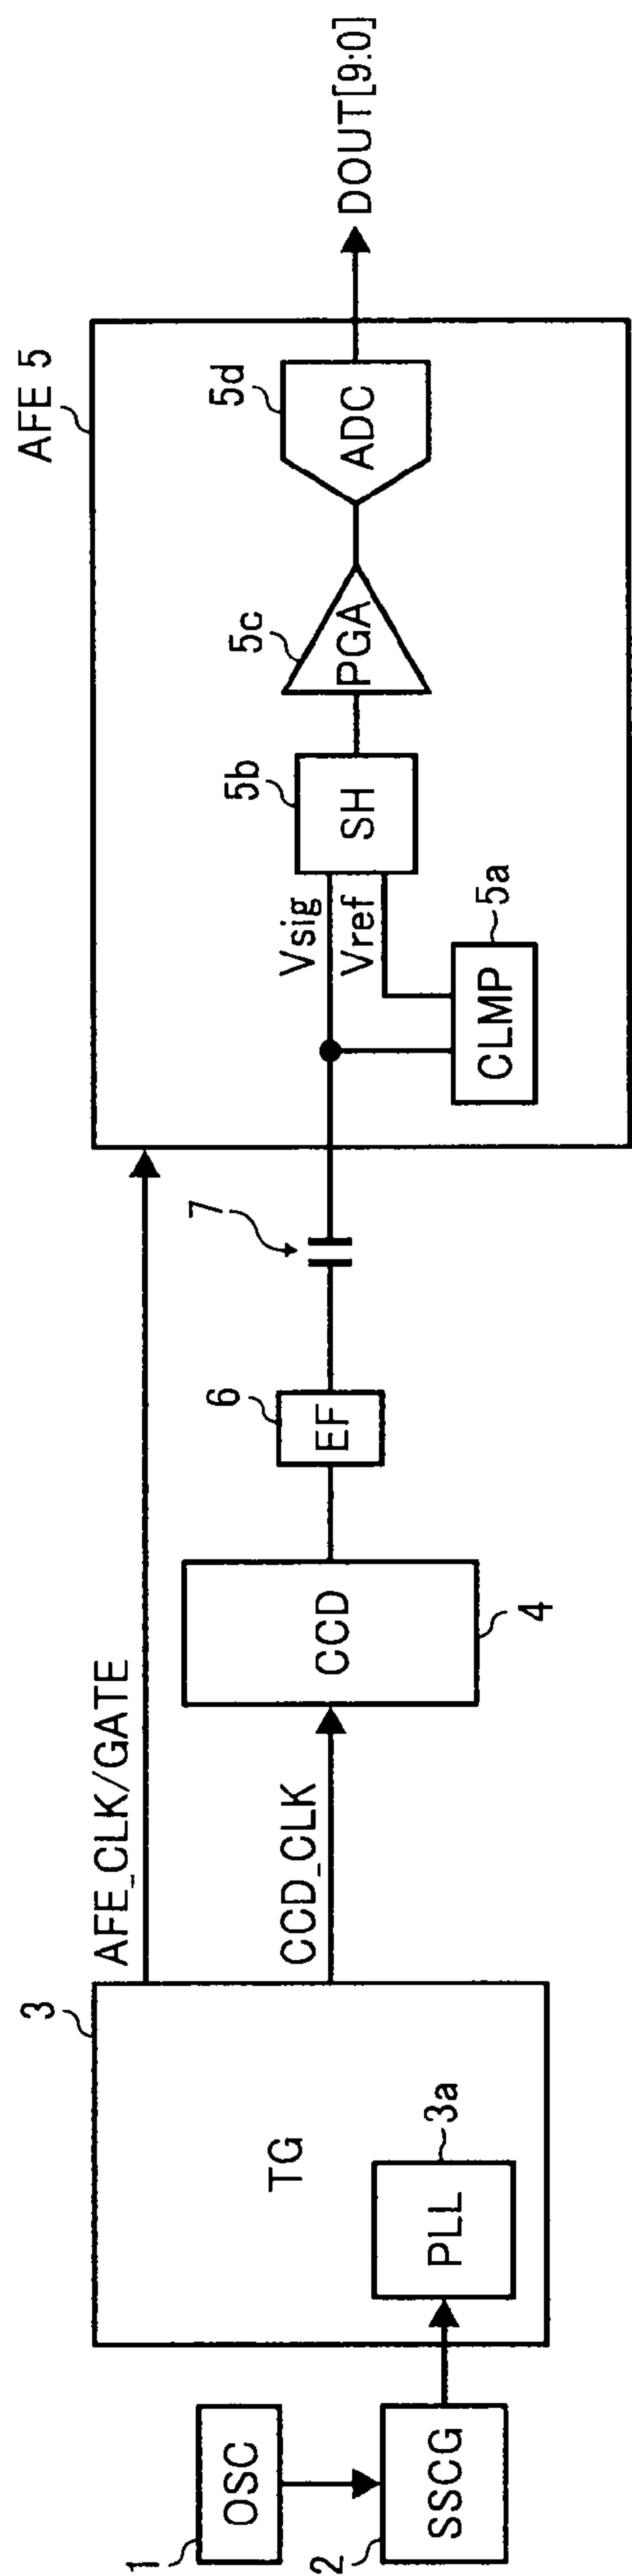 1
OSC
2
SSCG
3
TG
PLL
3a
AFE_CLK/GATE
CCD_CLK
CCD
4
6
EF
7
AFE 5
Vsig
Vref
CLMP
5a
5b
SH
5c
PGA
5d
ADC
DOUT[9:0]